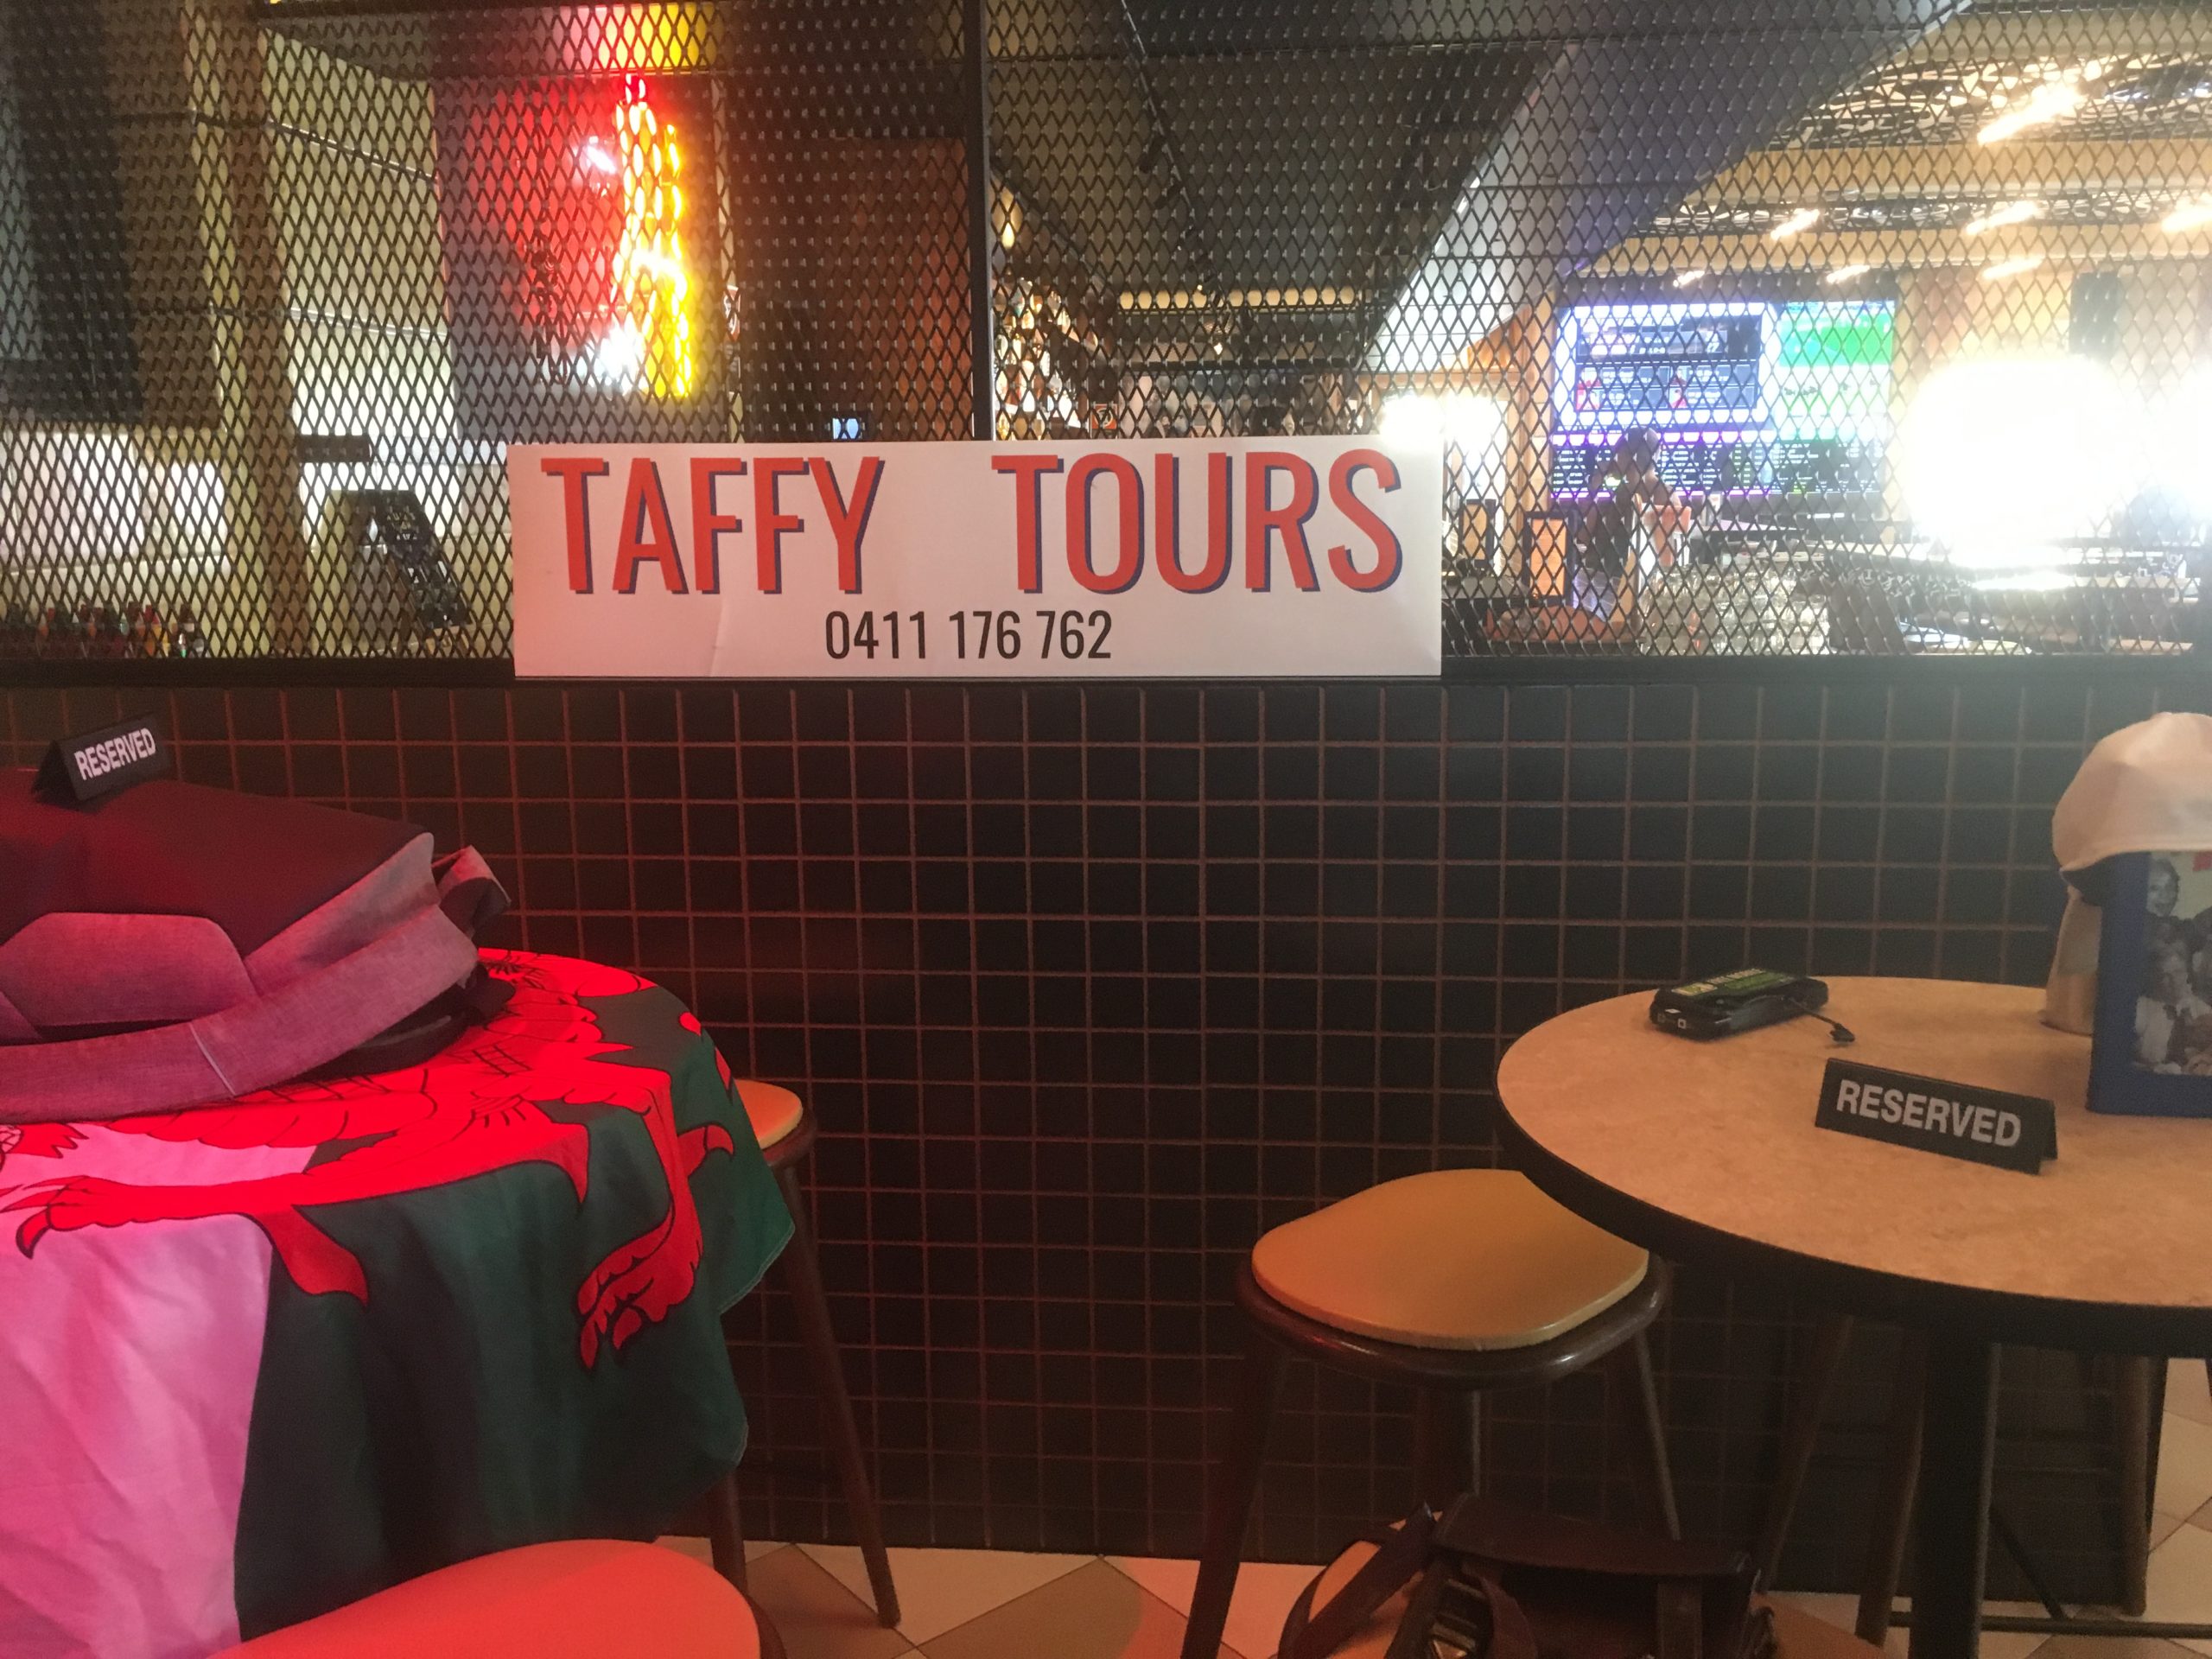 TAFFY TOURS
0411 176 762
RESERVED
RESERVED